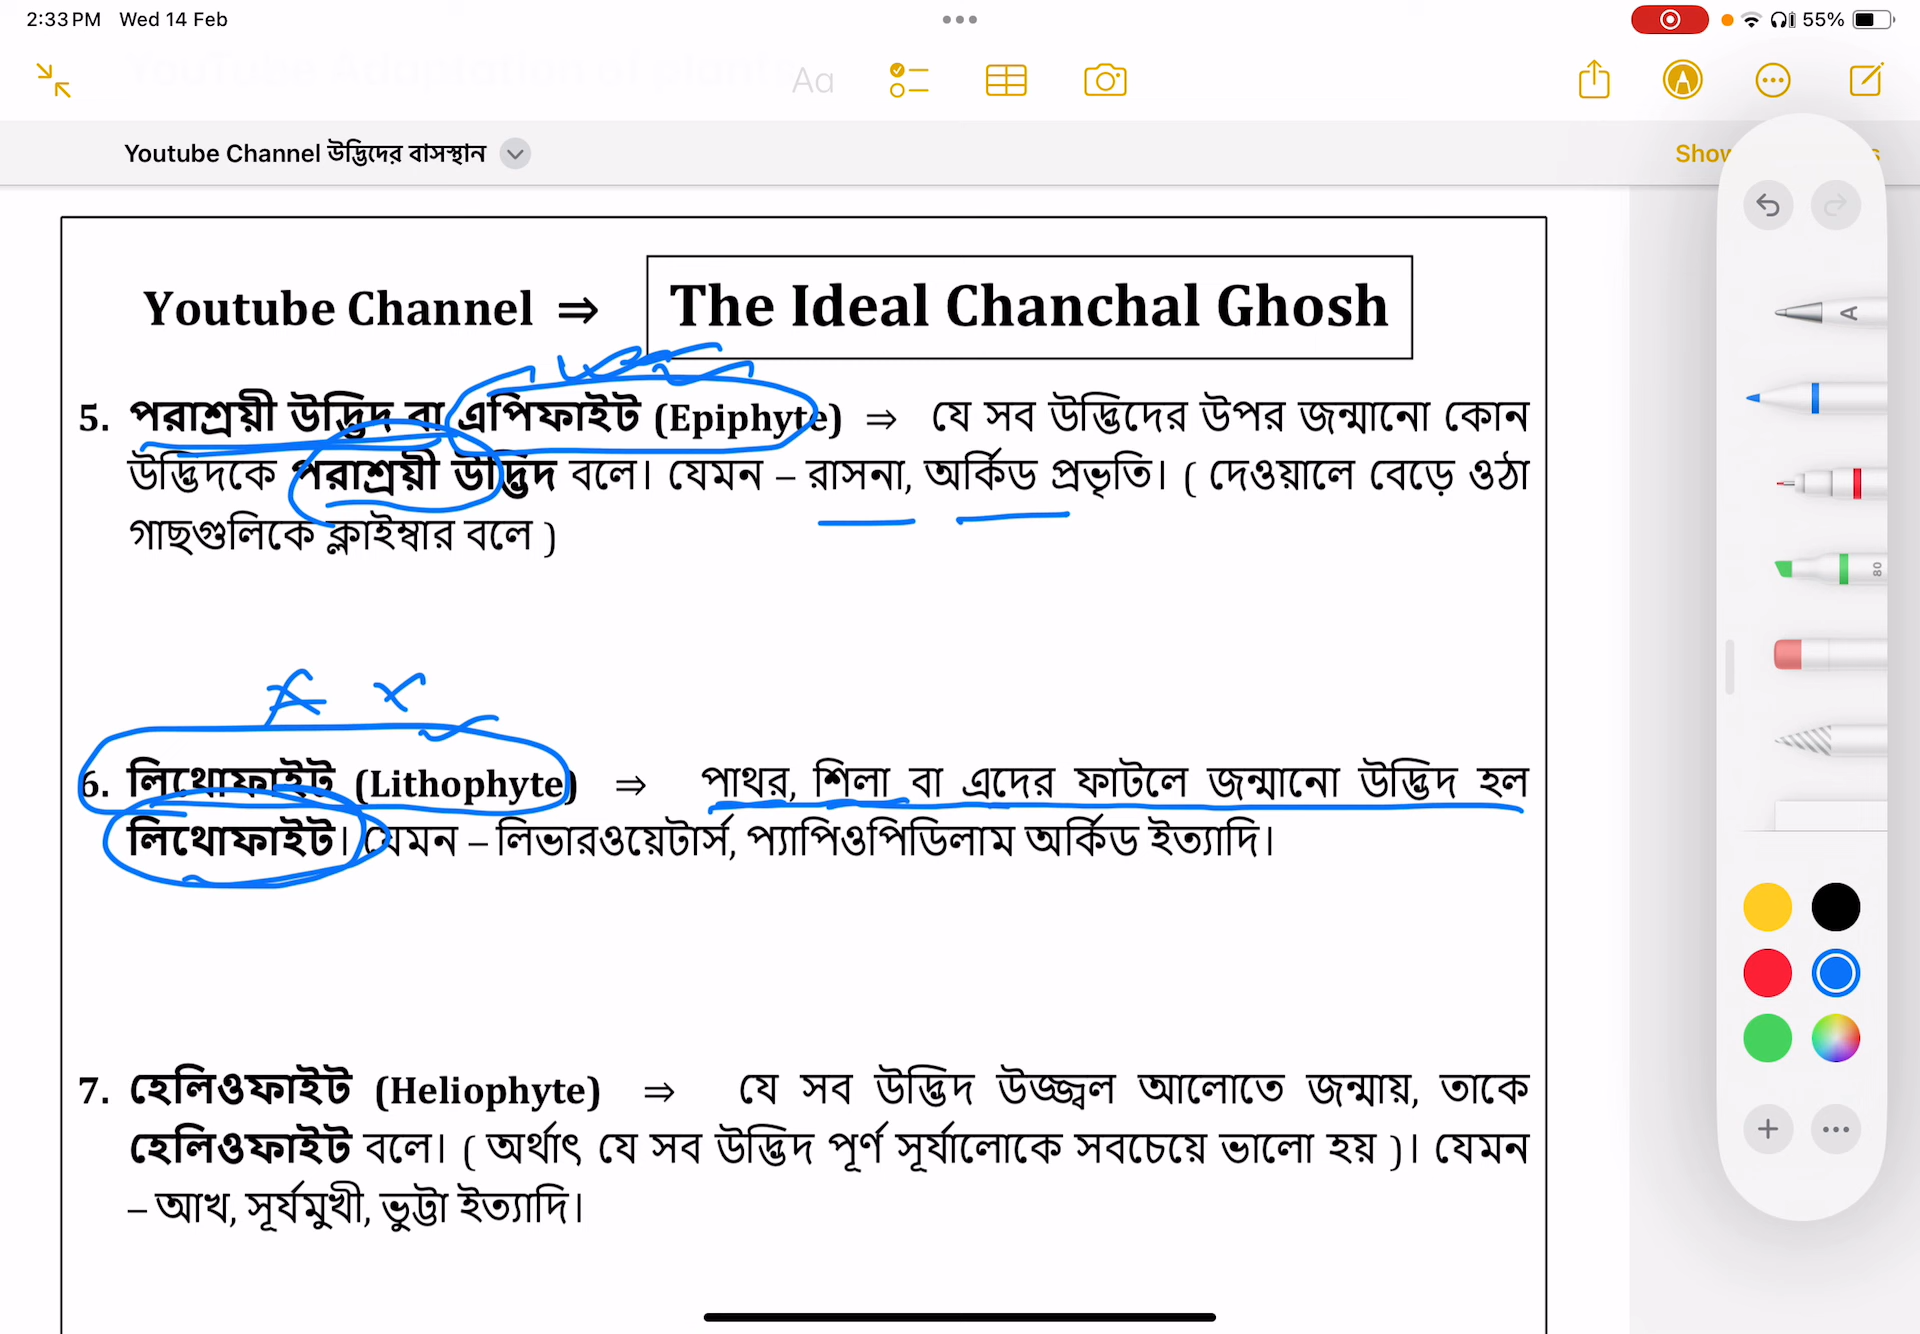 2:33 PM Wed 14 Feb
55%
Aa
Youtube Channel উদ্ভিদের বাসস্থান
Youtube Channel ⇒ The Ideal Chanchal Ghosh
5. পরাশ্রয়ী উদ্ভিদ বা এপিফাইট (Epiphyte) ⇒ যে সব উদ্ভিদের উপর জন্মানো কোন
উদ্ভিদকে পরাশ্রয়ী উদ্ভিদ বলে। যেমন – রাসনা, অর্কিড প্রভৃতি। ( দেওয়ালে বেড়ে ওঠা
গাছগুলিকে ক্লাইম্বার বলে )
6. লিথোফাইট (Lithophyte) ⇒ পাথর, শিলা বা এদের ফাটলে জন্মানো উদ্ভিদ হল
লিথোফাইট। যেমন – লিভারওয়েটার্স, প্যাপিওপিডিলাম অর্কিড ইত্যাদি।
7. হেলিওফাইট (Heliophyte) ⇒ যে সব উদ্ভিদ উজ্জ্বল আলোতে জন্মায়, তাকে
হেলিওফাইট বলে। ( অর্থাৎ যে সব উদ্ভিদ পূর্ণ সূর্যালোকে সবচেয়ে ভালো হয় )। যেমন
– আখ, সূর্যমুখী, ভুট্টা ইত্যাদি।